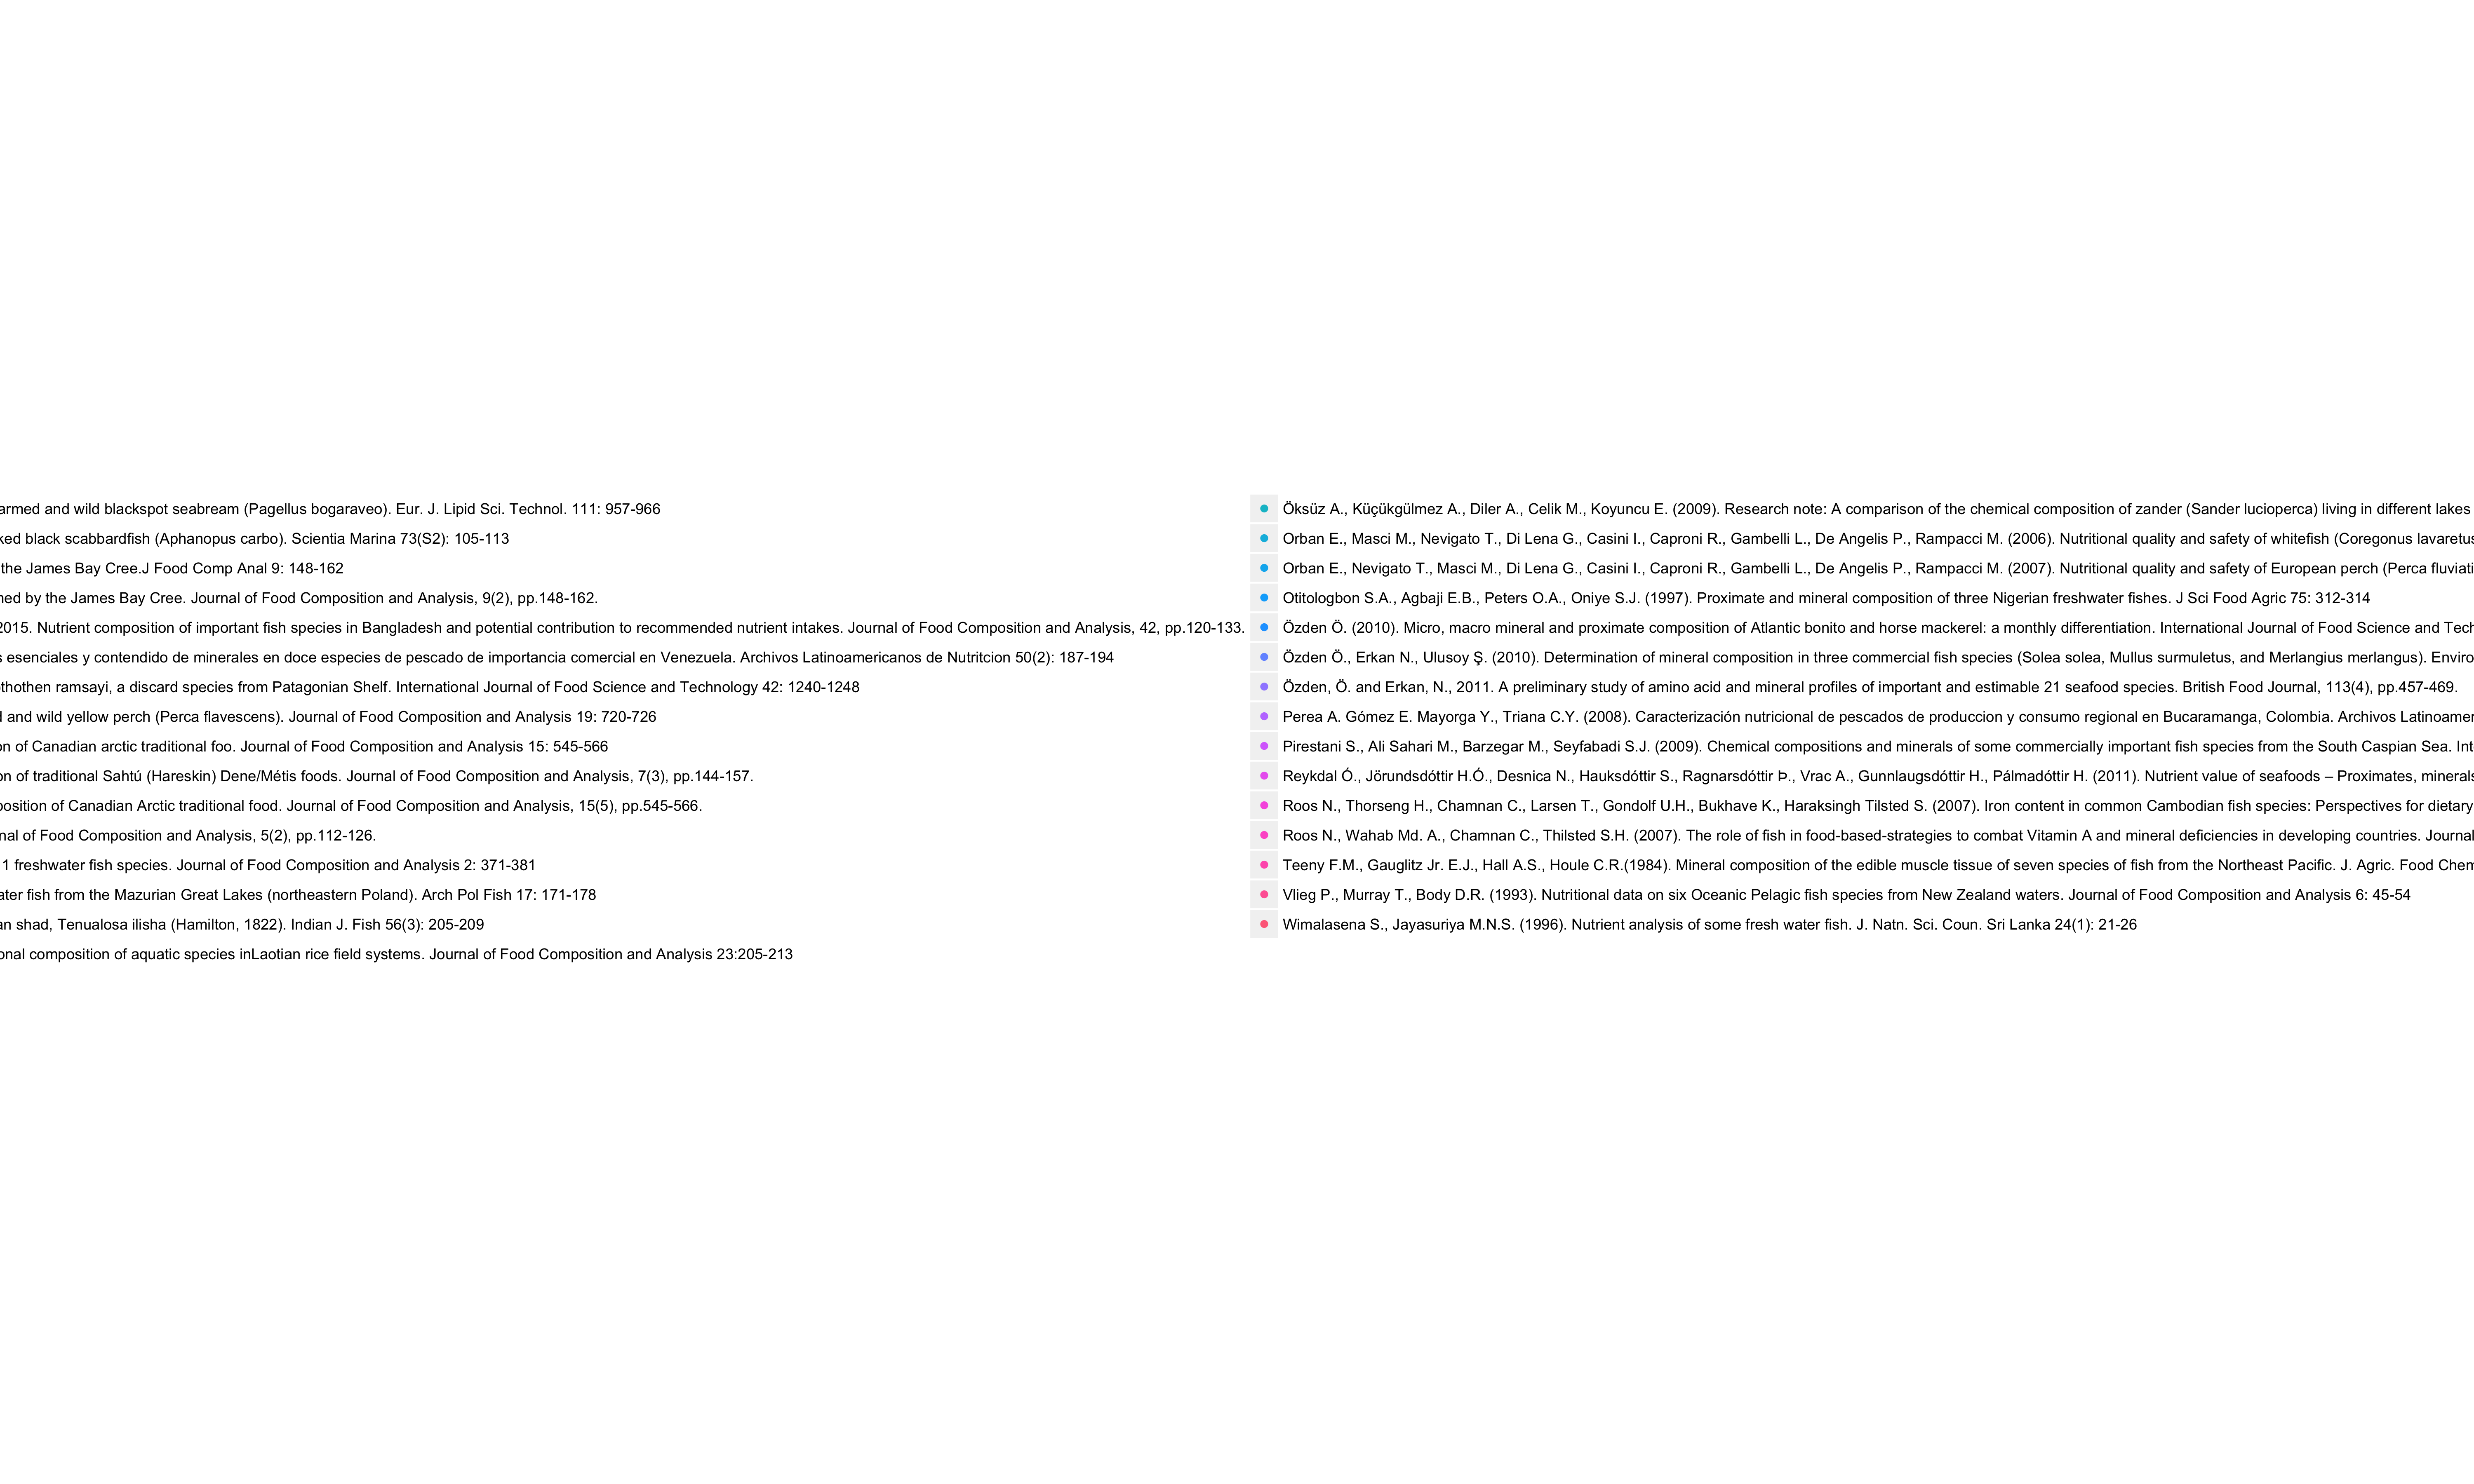 armed and wild blackspot seabream (Pagellus bogaraveo). Eur. J. Lipid Sci. Technol. 111: 957-966
ked black scabbardfish (Aphanopus carbo). Scientia Marina 73(S2): 105-113
the James Bay Cree.J Food Comp Anal 9: 148-162
ned by the James Bay Cree. Journal of Food Composition and Analysis, 9(2), pp.148-162.
2015. Nutrient composition of important fish species in Bangladesh and potential contribution to recommended nutrient intakes. Journal of Food Composition and Analysis, 42, pp.120-133.
s esenciales y contendido de minerales en doce especies de pescado de importancia comercial en Venezuela. Archivos Latinoamericanos de Nutritcion 50(2): 187-194
othothen ramsayi, a discard species from Patagonian Shelf. International Journal of Food Science and Technology 42: 1240-1248
d and wild yellow perch (Perca flavescens). Journal of Food Composition and Analysis 19: 720-726
on of Canadian arctic traditional foo. Journal of Food Composition and Analysis 15: 545-566
on of traditional Sahtú (Hareskin) Dene/Métis foods. Journal of Food Composition and Analysis, 7(3), pp.144-157.
position of Canadian Arctic traditional food. Journal of Food Composition and Analysis, 15(5), pp.545-566.
nal of Food Composition and Analysis, 5(2), pp.112-126.
1 freshwater fish species. Journal of Food Composition and Analysis 2: 371-381
ater fish from the Mazurian Great Lakes (northeastern Poland). Arch Pol Fish 17: 171-178
an shad, Tenualosa ilisha (Hamilton, 1822). Indian J. Fish 56(3): 205-209
onal composition of aquatic species inLaotian rice field systems. Journal of Food Composition and Analysis 23:205-213
Öksüz A., Küçükgülmez A., Diler A., Celik M., Koyuncu E. (2009). Research note: A comparison of the chemical composition of zander (Sander lucioperca) living in different lakes
Orban E., Masci M., Nevigato T., Di Lena G., Casini I., Caproni R., Gambelli L., De Angelis P., Rampacci M. (2006). Nutritional quality and safety of whitefish (Coregonus lavaretus
Orban E., Nevigato T., Masci M., Di Lena G., Casini I., Caproni R., Gambelli L., De Angelis P., Rampacci M. (2007). Nutritional quality and safety of European perch (Perca fluviati
Otitologbon S.A., Agbaji E.B., Peters O.A., Oniye S.J. (1997). Proximate and mineral composition of three Nigerian freshwater fishes. J Sci Food Agric 75: 312-314
Özden Ö. (2010). Micro, macro mineral and proximate composition of Atlantic bonito and horse mackerel: a monthly differentiation. International Journal of Food Science and Tech
Özden Ö., Erkan N., Ulusoy Ş. (2010). Determination of mineral composition in three commercial fish species (Solea solea, Mullus surmuletus, and Merlangius merlangus). Enviro
Özden, Ö. and Erkan, N., 2011. A preliminary study of amino acid and mineral profiles of important and estimable 21 seafood species. British Food Journal, 113(4), pp.457-469.
Perea A. Gómez E. Mayorga Y., Triana C.Y. (2008). Caracterización nutricional de pescados de produccion y consumo regional en Bucaramanga, Colombia. Archivos Latinoamer
Pirestani S., Ali Sahari M., Barzegar M., Seyfabadi S.J. (2009). Chemical compositions and minerals of some commercially important fish species from the South Caspian Sea. Int
Reykdal Ó., Jörundsdóttir H.Ó., Desnica N., Hauksdóttir S., Ragnarsdóttir Þ., Vrac A., Gunnlaugsdóttir H., Pálmadóttir H. (2011). Nutrient value of seafoods – Proximates, minerals
Roos N., Thorseng H., Chamnan C., Larsen T., Gondolf U.H., Bukhave K., Haraksingh Tilsted S. (2007). Iron content in common Cambodian fish species: Perspectives for dietary
Roos N., Wahab Md. A., Chamnan C., Thilsted S.H. (2007). The role of fish in food-based-strategies to combat Vitamin A and mineral deficiencies in developing countries. Journal
Teeny F.M., Gauglitz Jr. E.J., Hall A.S., Houle C.R.(1984). Mineral composition of the edible muscle tissue of seven species of fish from the Northeast Pacific. J. Agric. Food Chem
Vlieg P., Murray T., Body D.R. (1993). Nutritional data on six Oceanic Pelagic fish species from New Zealand waters. Journal of Food Composition and Analysis 6: 45-54
Wimalasena S., Jayasuriya M.N.S. (1996). Nutrient analysis of some fresh water fish. J. Natn. Sci. Coun. Sri Lanka 24(1): 21-26